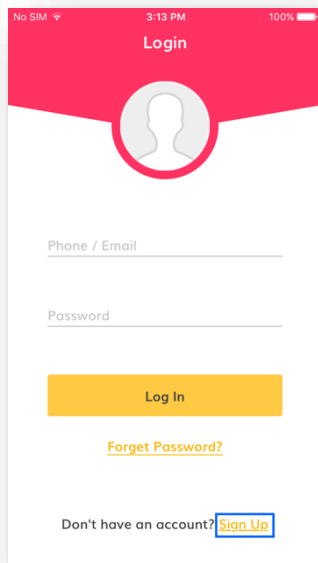 No SIM 3:13 PM 100%
Login
Phone / Email
Password
Log In
Forget Password?
Don't have an account? Sign Up